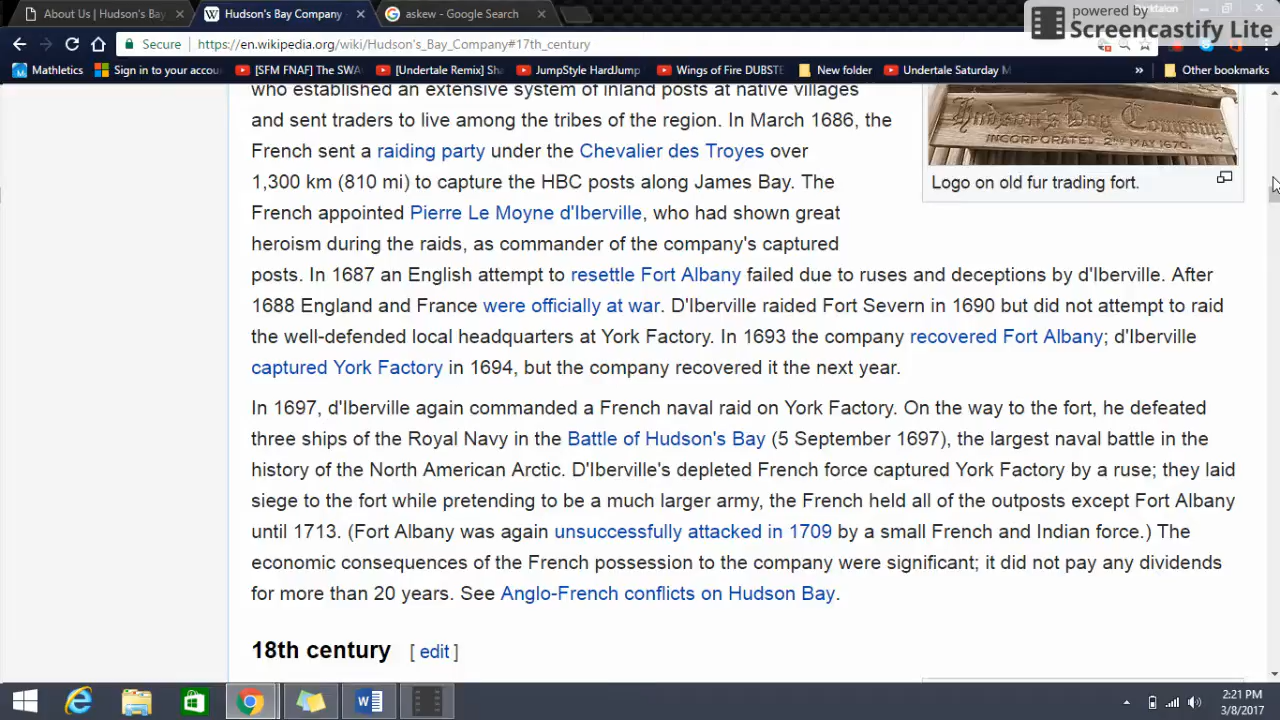 About Us | Hudson's Bay
Hudson's Bay Company
askew - Google Search
powered by
Screencastify Lite
Secure
https://en.wikipedia.org/wiki/Hudson's_Bay_Company#17th_century
Mathletics
Sign in to your accou
[SFM FNAF] The SWA
[Undertale Remix] Sha
JumpStyle HardJump
Wings of Fire DUBSTE
New folder
Undertale Saturday M
»
Other bookmarks
who established an extensive system of inland posts at native villages
and sent traders to live among the tribes of the region. In March 1686, the
French sent a raiding party under the Chevalier des Troyes over
1,300 km (810 mi) to capture the HBC posts along James Bay. The
French appointed Pierre Le Moyne d'Iberville, who had shown great
heroism during the raids, as commander of the company's captured
posts. In 1687 an English attempt to resettle Fort Albany failed due to ruses and deceptions by d'Iberville. After
1688 England and France were officially at war. D'Iberville raided Fort Severn in 1690 but did not attempt to raid
the well-defended local headquarters at York Factory. In 1693 the company recovered Fort Albany; d'Iberville
captured York Factory in 1694, but the company recovered it the next year.
Hudson's Bay Company
INCORPORATED 2ND MAY 1670.
Logo on old fur trading fort.
In 1697, d'Iberville again commanded a French naval raid on York Factory. On the way to the fort, he defeated
three ships of the Royal Navy in the Battle of Hudson's Bay (5 September 1697), the largest naval battle in the
history of the North American Arctic. D'Iberville's depleted French force captured York Factory by a ruse; they laid
siege to the fort while pretending to be a much larger army, the French held all of the outposts except Fort Albany
until 1713. (Fort Albany was again unsuccessfully attacked in 1709 by a small French and Indian force.) The
economic consequences of the French possession to the company were significant; it did not pay any dividends
for more than 20 years. See Anglo-French conflicts on Hudson Bay.
18th century [ edit ]
2:21 PM
3/8/2017